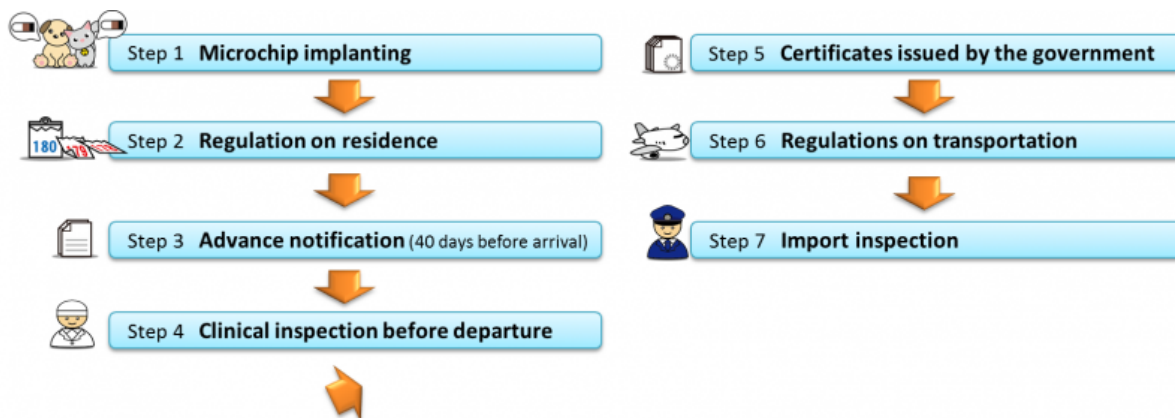 Step 1 Microchip implanting
Step 2 Regulation on residence
180
179
Step 3 Advance notification (40 days before arrival)
Step 4 Clinical inspection before departure
Step 5 Certificates issued by the government
Step 6 Regulations on transportation
Step 7 Import inspection